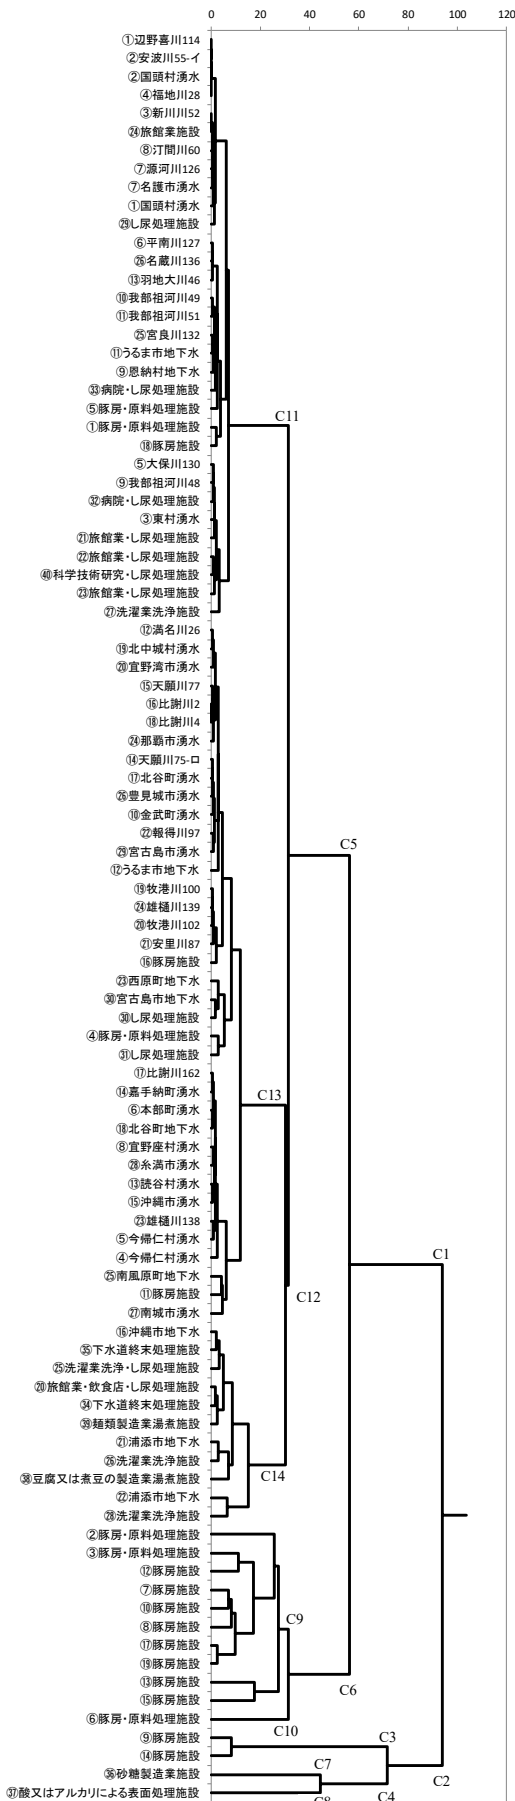 0 20 40 60 80 100 120
①辺野喜川114
②安波川55-イ
②国頭村湧水
④福地川28
③新川川52
㉔旅館業施設
⑧汀間川60
⑦源河川126
⑦名護市湧水
①国頭村湧水
㉙し尿処理施設
⑥平南川127
㉖名蔵川136
⑬羽地大川46
⑩我部祖河川49
⑪我部祖河川51
㉕宮良川132
⑪うるま市地下水
⑨恩納村地下水
㉝病院・し尿処理施設
⑤豚房・原料処理施設
①豚房・原料処理施設
C11
⑱豚房施設
⑤大保川130
⑨我部祖河川48
㉜病院・し尿処理施設
③東村湧水
㉑旅館業・し尿処理施設
㉒旅館業・し尿処理施設
㊵科学技術研究・し尿処理施設
㉓旅館業・し尿処理施設
㉗洗濯業洗浄施設
⑫満名川26
⑲北中城村湧水
⑳宜野湾市湧水
⑮天願川77
⑯比謝川2
⑱比謝川4
㉔那覇市湧水
⑭天願川75-ロ
⑰北谷町湧水
㉖豊見城市湧水
⑩金武町湧水
㉒報得川97
C5
㉙宮古島市湧水
⑫うるま市地下水
⑲牧港川100
㉔雄樋川139
⑳牧港川102
㉑安里川87
⑯豚房施設
㉓西原町地下水
㉚宮古島市地下水
㉚し尿処理施設
④豚房・原料処理施設
㉛し尿処理施設
⑰比謝川162
C13
⑭嘉手納町湧水
⑥本部町湧水
⑱北谷町地下水
⑧宜野座村湧水
㉘糸満市湧水
⑬読谷村湧水
⑮沖縄市湧水
㉓雄樋川138
⑤今帰仁村湧水
④今帰仁村湧水
C1
㉕南風原町地下水
⑪豚房施設
C12
㉗南城市湧水
⑯沖縄市地下水
㉟下水道終末処理施設
㉕洗濯業洗浄・し尿処理施設
⑳旅館業・飲食店・し尿処理施設
㉞下水道終末処理施設
㊴麺類製造業湯煮施設
㉑浦添市地下水
㉖洗濯業洗浄施設
C14
㊳豆腐又は煮豆の製造業湯煮施設
㉒浦添市地下水
㉘洗濯業洗浄施設
②豚房・原料処理施設
③豚房・原料処理施設
⑫豚房施設
⑦豚房施設
⑩豚房施設
C9
⑧豚房施設
⑰豚房施設
⑲豚房施設
C6
⑬豚房施設
⑮豚房施設
⑥豚房・原料処理施設
C10
⑨豚房施設
C3
⑭豚房施設
C7
C2
㊱砂糖製造業施設
㊲酸又はアルカリによる表面処理施設
C4
C8